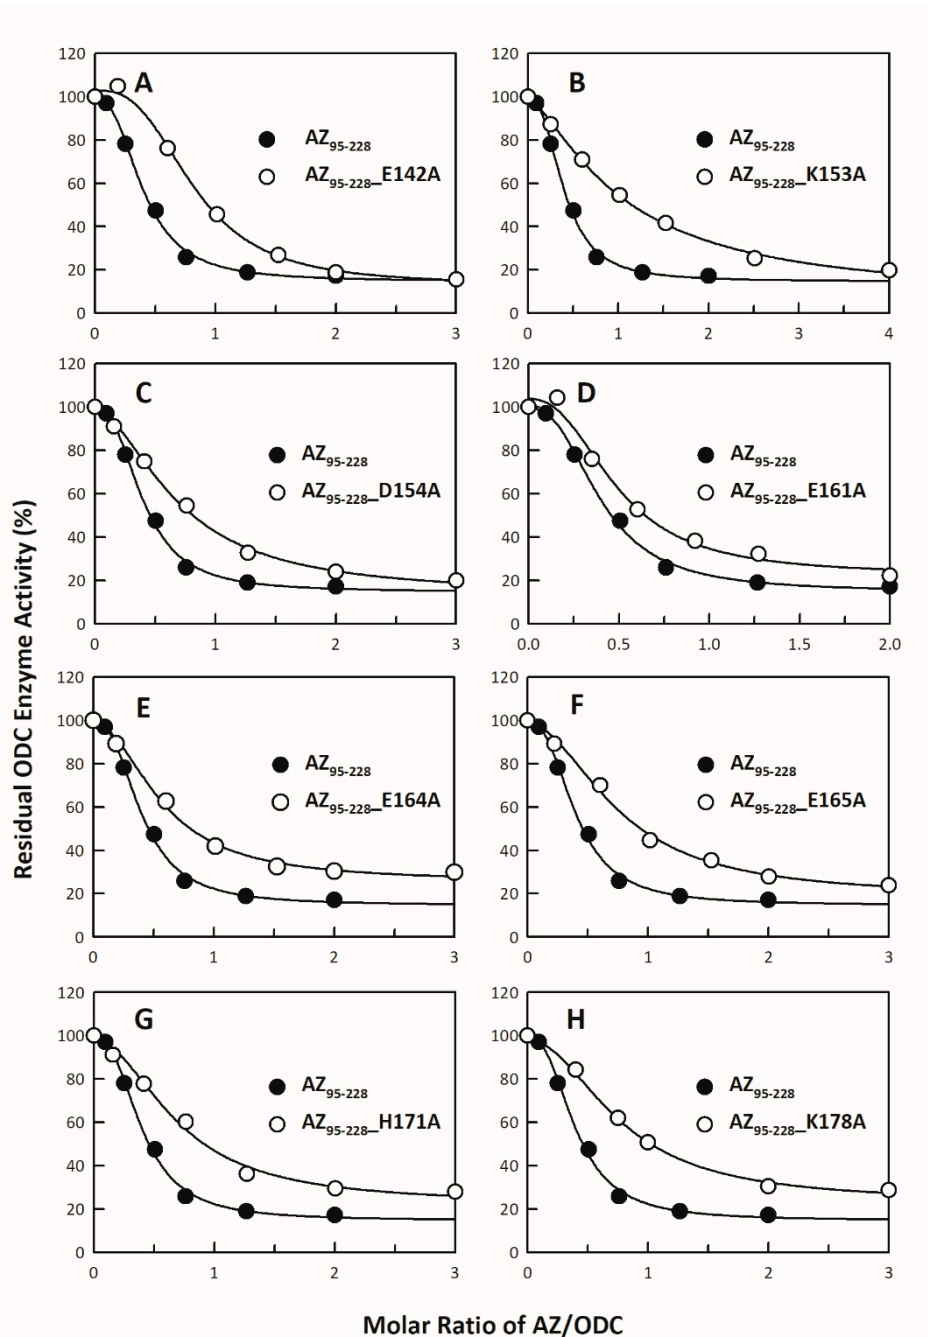 Residual ODC Enzyme Activity (%)
A
AZ95-228
AZ95-228_E142A
120
100
80
60
40
20
0
0 1 2 3
B
AZ95-228
AZ95-228_K153A
120
100
80
60
40
20
0
0 1 2 3 4
C
AZ95-228
AZ95-228_D154A
120
100
80
60
40
20
0
0 1 2 3
D
AZ95-228
AZ95-228_E161A
120
100
80
60
40
20
0
0.0 0.5 1.0 1.5 2.0
E
AZ95-228
AZ95-228_E164A
120
100
80
60
40
20
0
0 1 2 3
F
AZ95-228
AZ95-228_E165A
120
100
80
60
40
20
0
0 1 2 3
G
AZ95-228
AZ95-228_H171A
120
100
80
60
40
20
0
0 1 2 3
H
AZ95-228
AZ95-228_K178A
120
100
80
60
40
20
0
0 1 2 3
Molar Ratio of AZ/ODC